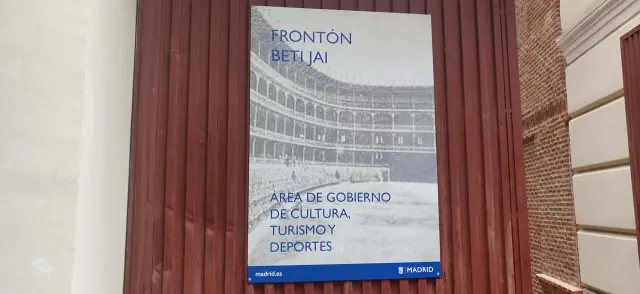 FRONTÓN
BETI JAI
ÁREA DE GOBIERNO
DE CULTURA,
TURISMO Y
DEPORTES
madrid.es
MADRID